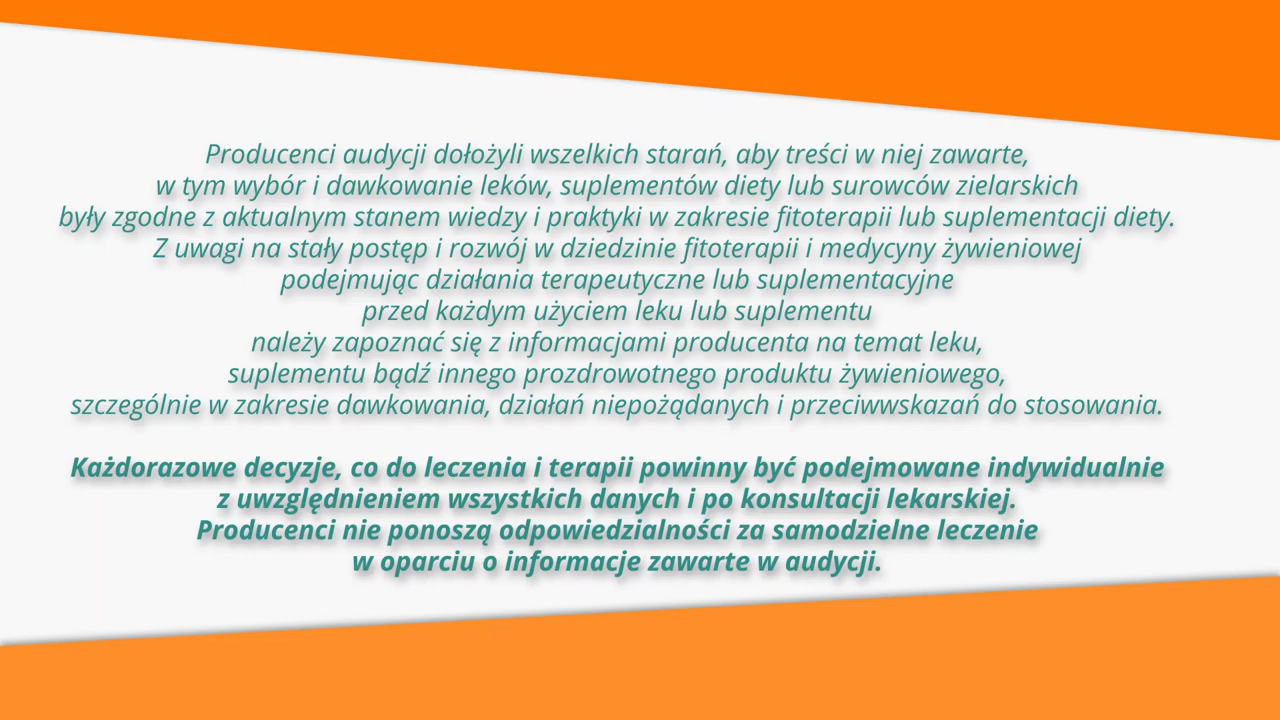 Producenci audycji dołożyli wszelkich starań, aby treści w niej zawarte,
w tym wybór i dawkowanie leków, suplementów diety lub surowców zielarskich
były zgodne z aktualnym stanem wiedzy i praktyki w zakresie fitoterapii lub suplementacji diety.
Z uwagi na stały postęp i rozwój w dziedzinie fitoterapii i medycyny żywieniowej
podejmując działania terapeutyczne lub suplementacyjne
przed każdym użyciem leku lub suplementu
należy zapoznać się z informacjami producenta na temat leku,
suplementu bądź innego prozdrowotnego produktu żywieniowego,
szczególnie w zakresie dawkowania, działań niepożądanych i przeciwwskazań do stosowania.
Każdorazowe decyzje, co do leczenia i terapii powinny być podejmowane indywidualnie
z uwzględnieniem wszystkich danych i po konsultacji lekarskiej.
Producenci nie ponoszą odpowiedzialności za samodzielne leczenie
w oparciu o informacje zawarte w audycji.